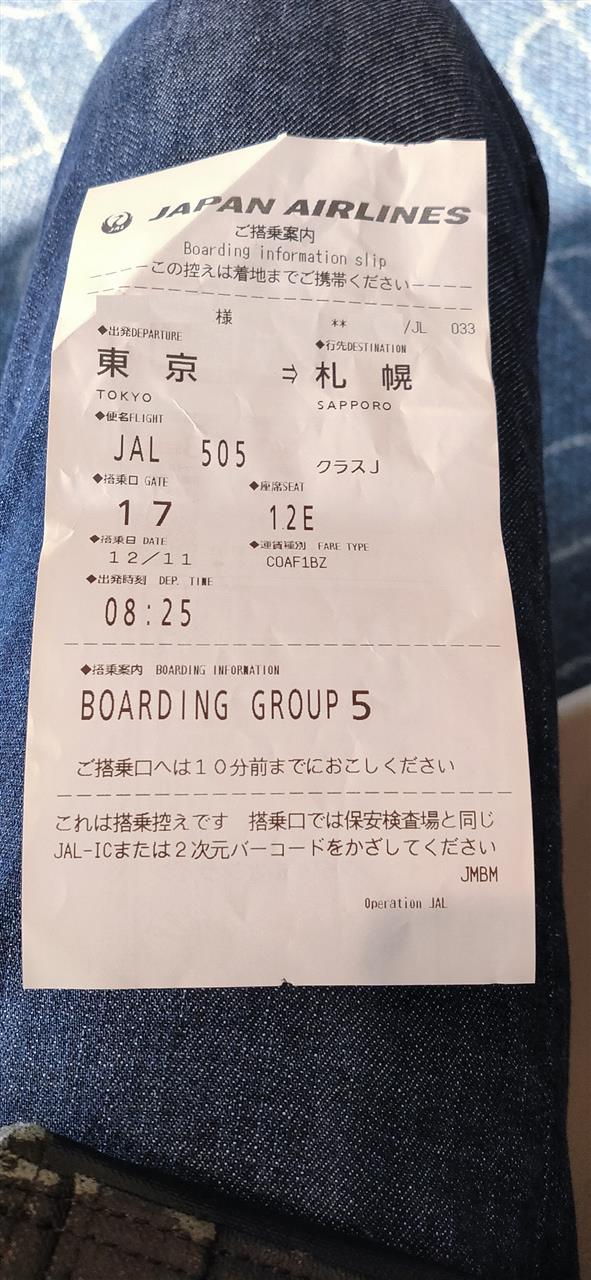 JAL JAPAN AIRLINES
ご搭乗案内
Boarding information slip
この控えは着地までご携帯ください
様 ** /JL 033
◆出発DEPARTURE ◆行先DESTINATION
東京 ⇒ 札幌
TOKYO SAPPORO
◆便名FLIGHT
JAL 505 クラスJ
◆搭乗口 GATE ◆座席SEAT
17 12E
◆搭乗日 DATE ◆運賃種別 FARE TYPE
12/11 COAF1BZ
◆出発時刻 DEP. TIME
08:25
◆搭乗案内 BOARDING INFORMATION
BOARDING GROUP 5
ご搭乗口へは10分前までにおこしください
これは搭乗控えです 搭乗口では保安検査場と同じ
JAL-ICまたは2次元バーコードをかざしてください
JMBM
Operation JAL